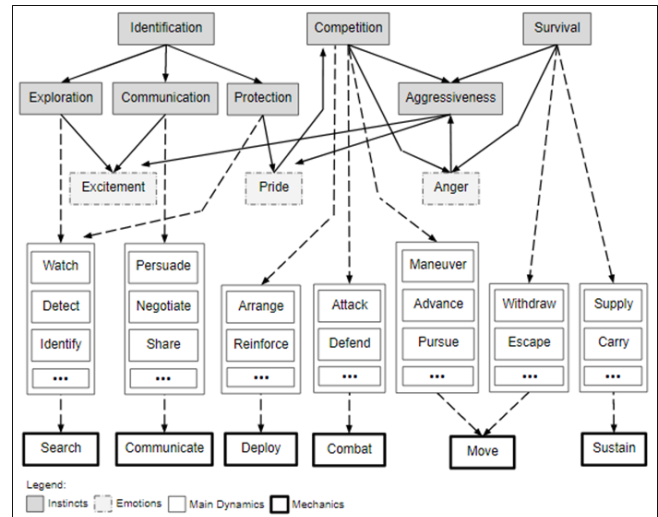 Identification Competition Survival
Exploration Communication Protection Aggressiveness
Excitement Pride Anger
Watch
Detect
Identify
...
Persuade
Negotiate
Share
...
Arrange
Reinforce
...
Attack
Defend
...
Maneuver
Advance
Pursue
...
Withdraw
Escape
...
Supply
Carry
...
Search Communicate Deploy Combat Move Sustain
Legend:
Instincts Emotions Main Dynamics Mechanics